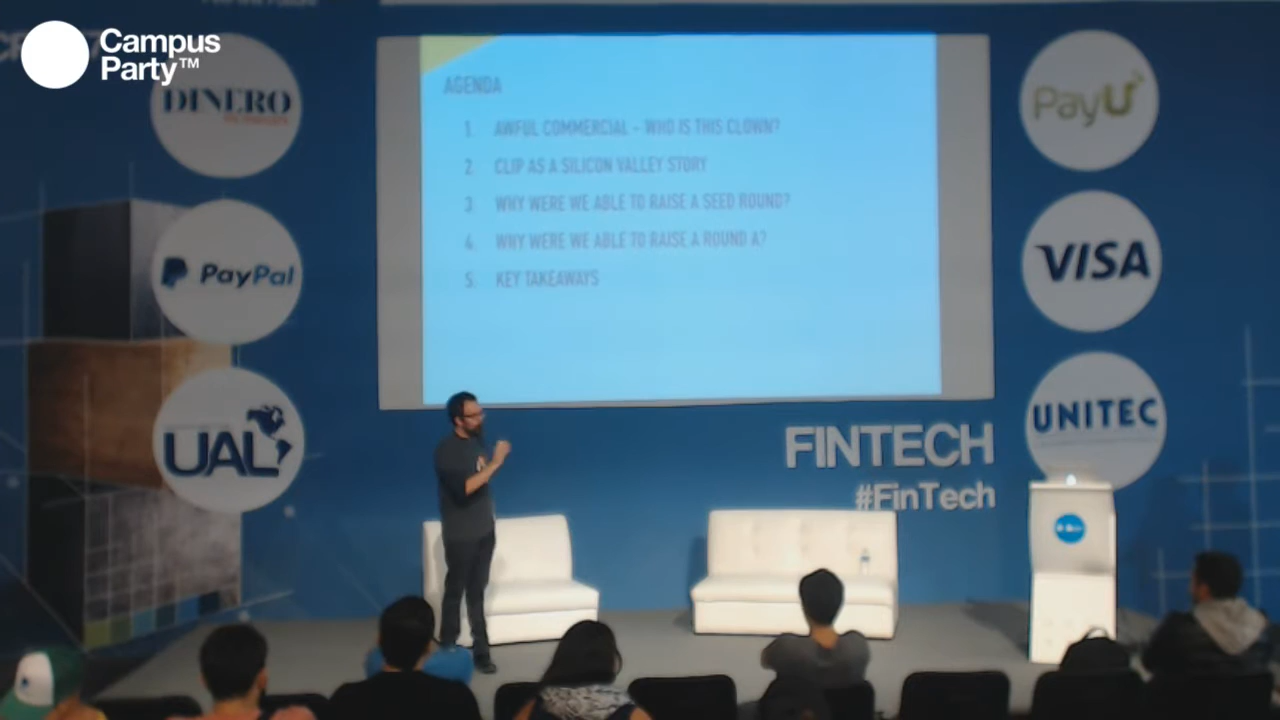 Campus
Party™
DINERO
PayPal
UAL
AGENDA
1. AWFUL COMMERCIAL - WHO IS THIS CLOWN?
2. CLIP AS A SILICON VALLEY STORY
3. WHY WERE WE ABLE TO RAISE A SEED ROUND?
4. WHY WERE WE ABLE TO RAISE A ROUND A?
5. KEY TAKEAWAYS
PayU
VISA
UNITEC
FINTECH
#FinTech